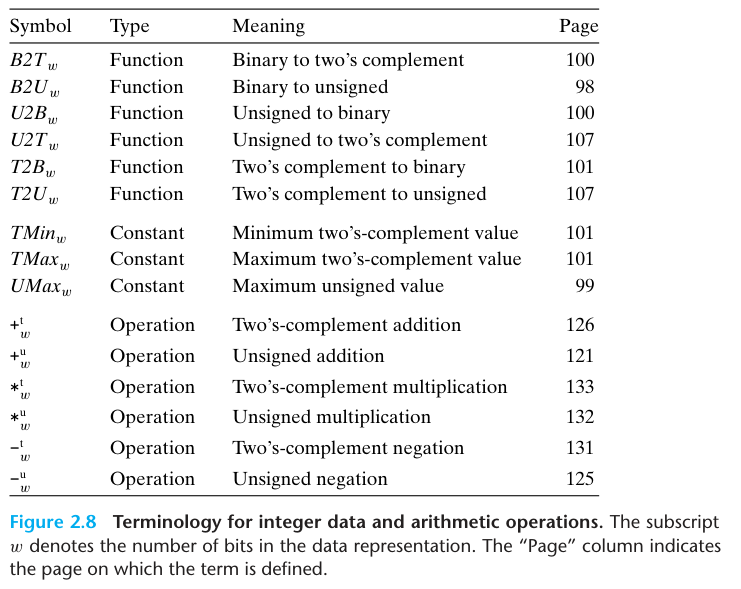 Symbol Type Meaning Page
B2T_w Function Binary to two’s complement 100
B2U_w Function Binary to unsigned 98
U2B_w Function Unsigned to binary 100
U2T_w Function Unsigned to two’s complement 107
T2B_w Function Two’s complement to binary 101
T2U_w Function Two’s complement to unsigned 107
TMin_w Constant Minimum two’s-complement value 101
TMax_w Constant Maximum two’s-complement value 101
UMax_w Constant Maximum unsigned value 99
+^t_w Operation Two’s-complement addition 126
+^u_w Operation Unsigned addition 121
*^t_w Operation Two’s-complement multiplication 133
*^u_w Operation Unsigned multiplication 132
-^t_w Operation Two’s-complement negation 131
-^u_w Operation Unsigned negation 125
Figure 2.8 Terminology for integer data and arithmetic operations. The subscript
w denotes the number of bits in the data representation. The “Page” column indicates
the page on which the term is defined.